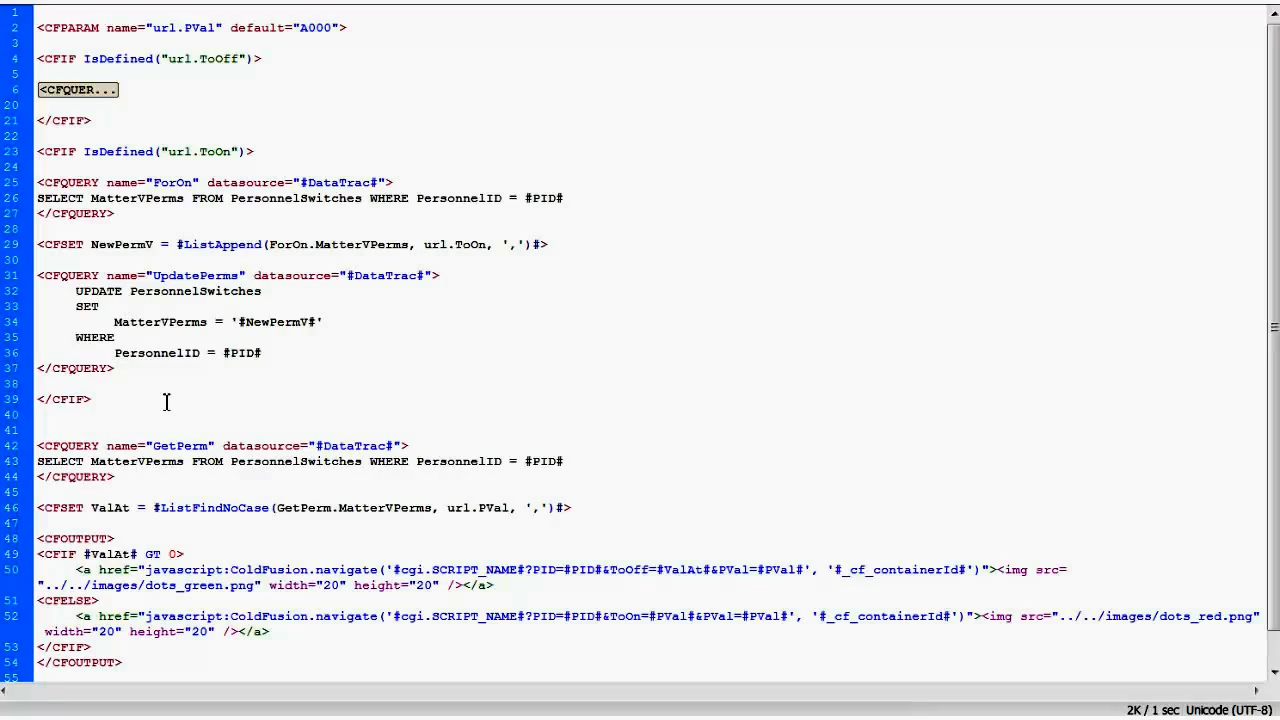 1
2 <CFPARAM name="url.PVal" default="A000">
3
4 <CFIF IsDefined("url.ToOff")>
5
6 <CFQUER...
20
21 </CFIF>
22
23 <CFIF IsDefined("url.ToOn")>
24
25 <CFQUERY name="ForOn" datasource="#DataTrac#">
26 SELECT MatterVPerms FROM PersonnelSwitches WHERE PersonnelID = #PID#
27 </CFQUERY>
28
29 <CFSET NewPermV = #ListAppend(ForOn.MatterVPerms, url.ToOn, ',')#>
30
31 <CFQUERY name="UpdatePerms" datasource="#DataTrac#">
32 UPDATE PersonnelSwitches
33 SET
34 MatterVPerms = '#NewPermV#'
35 WHERE
36 PersonnelID = #PID#
37 </CFQUERY>
38
39 </CFIF>
40
41
42 <CFQUERY name="GetPerm" datasource="#DataTrac#">
43 SELECT MatterVPerms FROM PersonnelSwitches WHERE PersonnelID = #PID#
44 </CFQUERY>
45
46 <CFSET ValAt = #ListFindNoCase(GetPerm.MatterVPerms, url.PVal, ',')#>
47
48 <CFOUTPUT>
49 <CFIF #ValAt# GT 0>
50 <a href="javascript:ColdFusion.navigate('#cgi.SCRIPT_NAME#?PID=#PID#&ToOff=#ValAt#&PVal=#PVal#', '#_cf_containerId#')"><img src=
"../../images/dots_green.png" width="20" height="20" /></a>
51 <CFELSE>
52 <a href="javascript:ColdFusion.navigate('#cgi.SCRIPT_NAME#?PID=#PID#&ToOn=#PVal#&PVal=#PVal#', '#_cf_containerId#')"><img src="../../images/dots_red.png"
width="20" height="20" /></a>
53 </CFIF>
54 </CFOUTPUT>
55
2K / 1 sec Unicode (UTF-8)